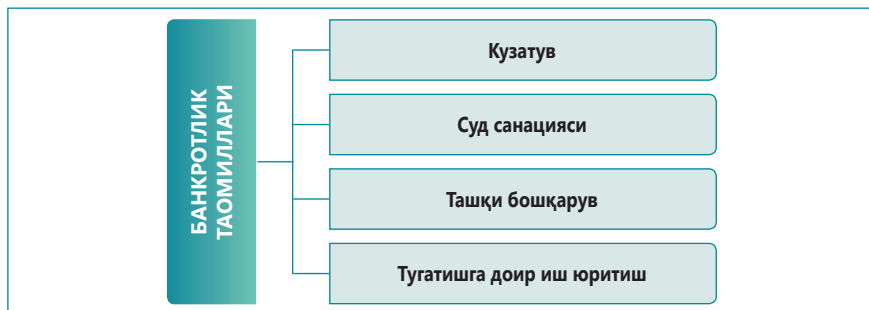 БАНКРОТЛИК
ТАОМИЛЛАРИ
Кузатув
Суд санацияси
Ташқи бошқарув
Тугатишга доир иш юритиш